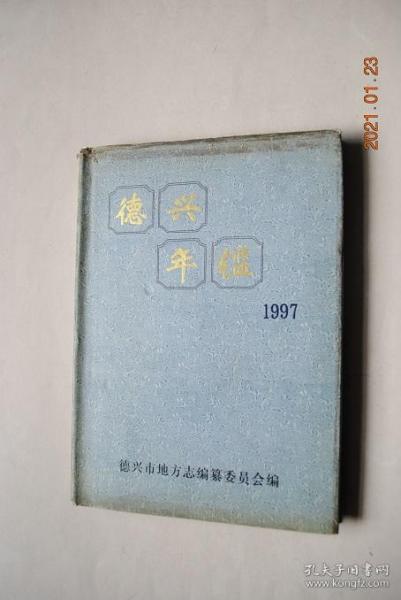 2021.01.23
德兴
年鉴
1997
德兴市地方志编纂委员会编
孔夫子旧书网
www.kongfz.com